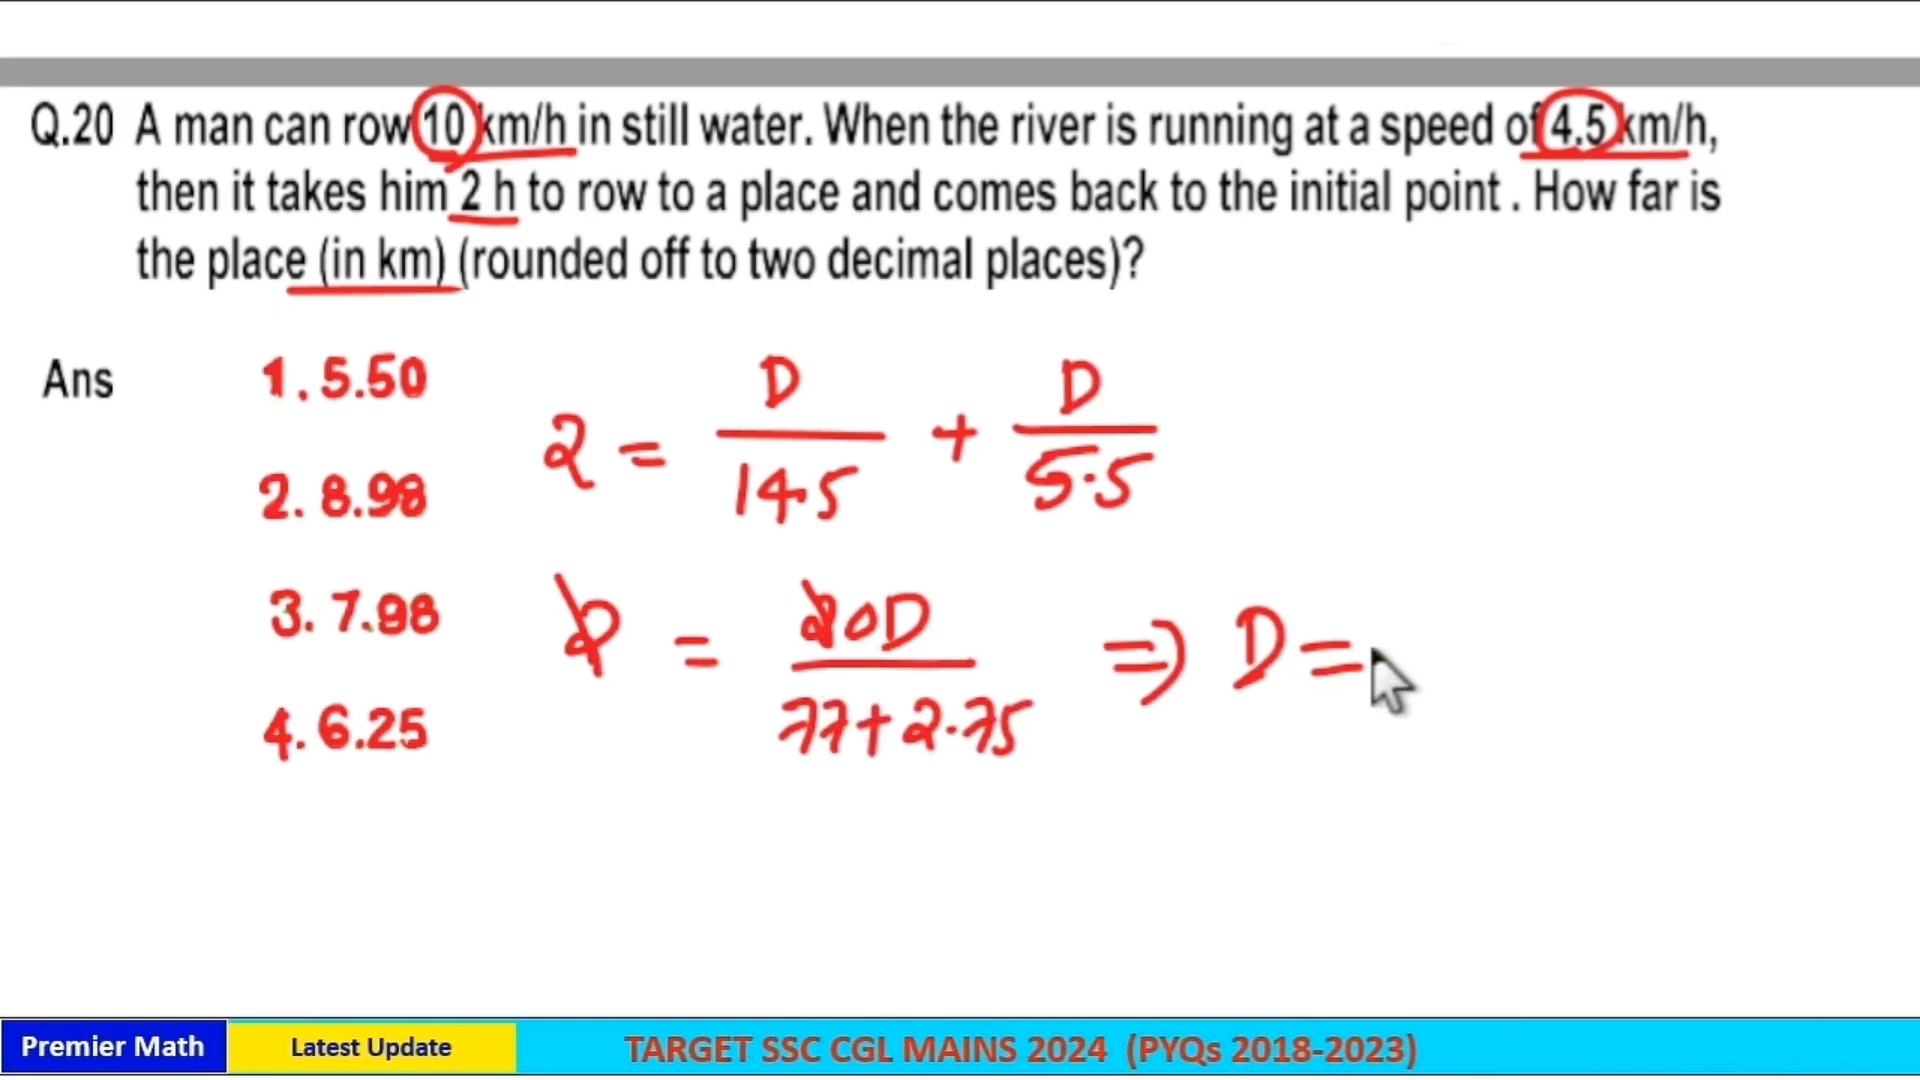 Q.20 A man can row 10 km/h in still water. When the river is running at a speed of 4.5 km/h,
then it takes him 2 h to row to a place and comes back to the initial point . How far is
the place (in km) (rounded off to two decimal places)?
Ans
1. 5.50
2. 8.98
3. 7.98
4. 6.25
2 = D/14.5 + D/5.5
2 = 20D/77+2.75 => D =
Premier Math
Latest Update
TARGET SSC CGL MAINS 2024 (PYQs 2018-2023)